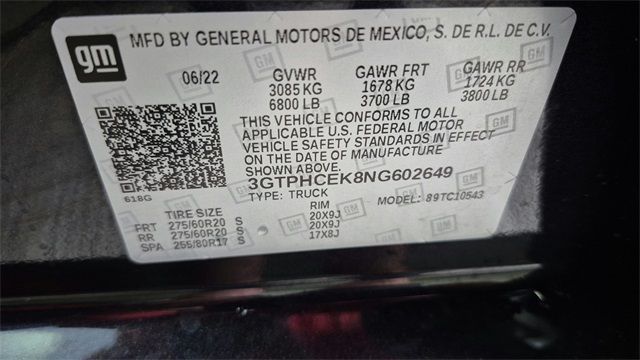 gm MFD BY GENERAL MOTORS DE MEXICO, S. DE R.L. DE C.V.
06/22 GVWR GAWR FRT GAWR RR
3085 KG 1678 KG 1724 KG
6800 LB 3700 LB 3800 LB
THIS VEHICLE CONFORMS TO ALL
APPLICABLE U.S. FEDERAL MOTOR
VEHICLE SAFETY STANDARDS IN EFFECT
ON THE DATE OF MANUFACTURE
SHOWN ABOVE.
3GTPHCEK8NG602649
618G TYPE: TRUCK MODEL: 89TC10543
TIRE SIZE RIM
FRT 275/60R20 S 20X9J
RR 275/60R20 S 20X9J
SPA 255/80R17 S 17X8J